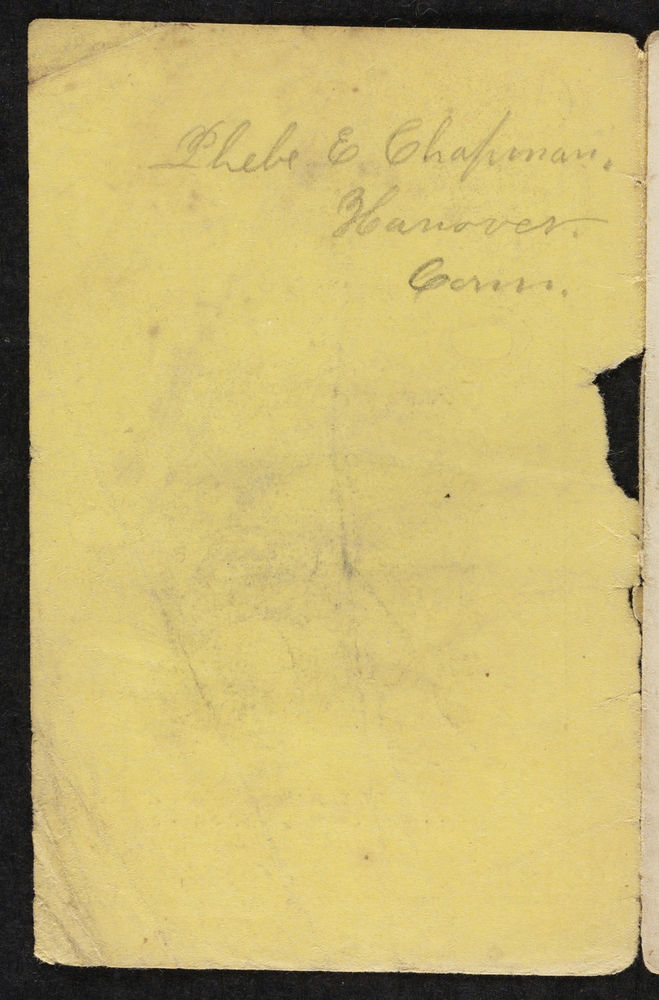 Phebe E. Chapman.
Hanover.
Conn.